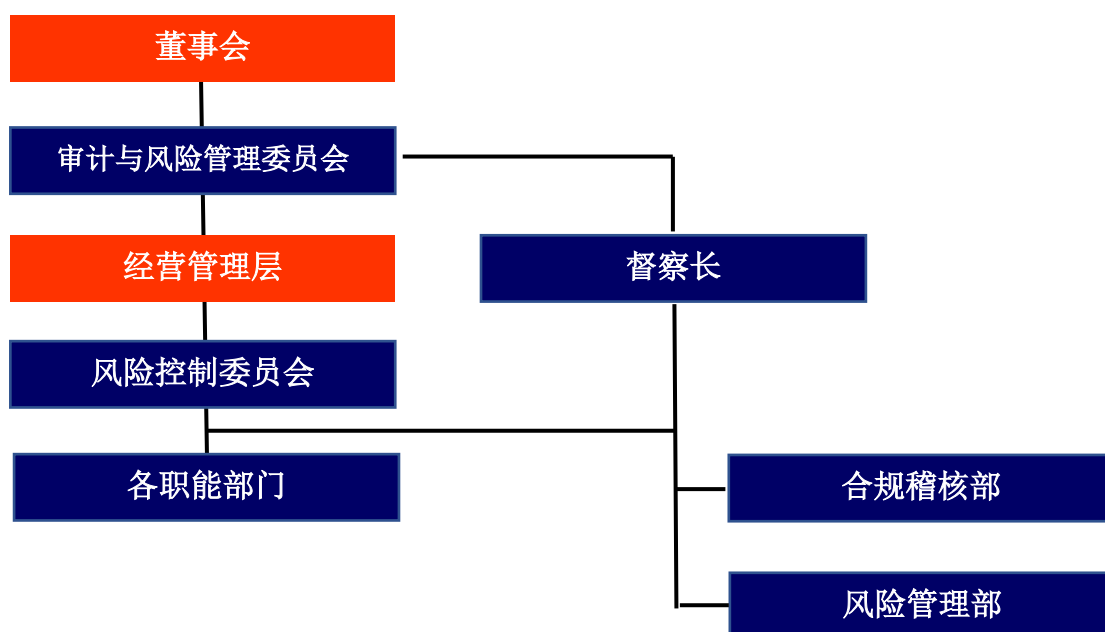 董事会
审计与风险管理委员会
经营管理层
督察长
风险控制委员会
各职能部门
合规稽核部
风险管理部